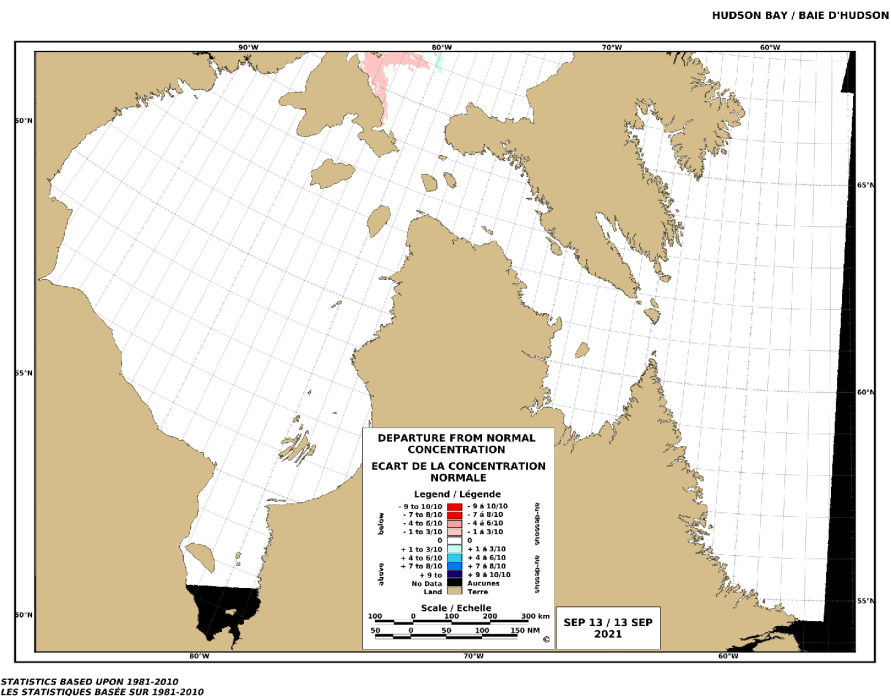 HUDSON BAY / BAIE D'HUDSON
90°W 80°W 70°W 60°W
60°N
65°N
55°N
60°N
50°N
55°N
80°W 70°W 60°W
DEPARTURE FROM NORMAL
CONCENTRATION
ECART DE LA CONCENTRATION
NORMALE
Legend / Légende
below
au-dessous
- 9 to 10/10 - 9 á 10/10
- 7 to 8/10 - 7 á 8/10
- 4 to 6/10 - 4 á 6/10
- 1 to 3/10 - 1 á 3/10
0 0
above
au-dessus
+ 1 to 3/10 + 1 á 3/10
+ 4 to 6/10 + 4 á 6/10
+ 7 to 8/10 + 7 á 8/10
+ 9 to + 9 á 10/10
No Data Aucunes
Land Terre
Scale / Echelle
100 0 100 200 300 km
50 0 50 100 150 NM
©
SEP 13 / 13 SEP
2021
STATISTICS BASED UPON 1981-2010
LES STATISTIQUES BASÉE SUR 1981-2010